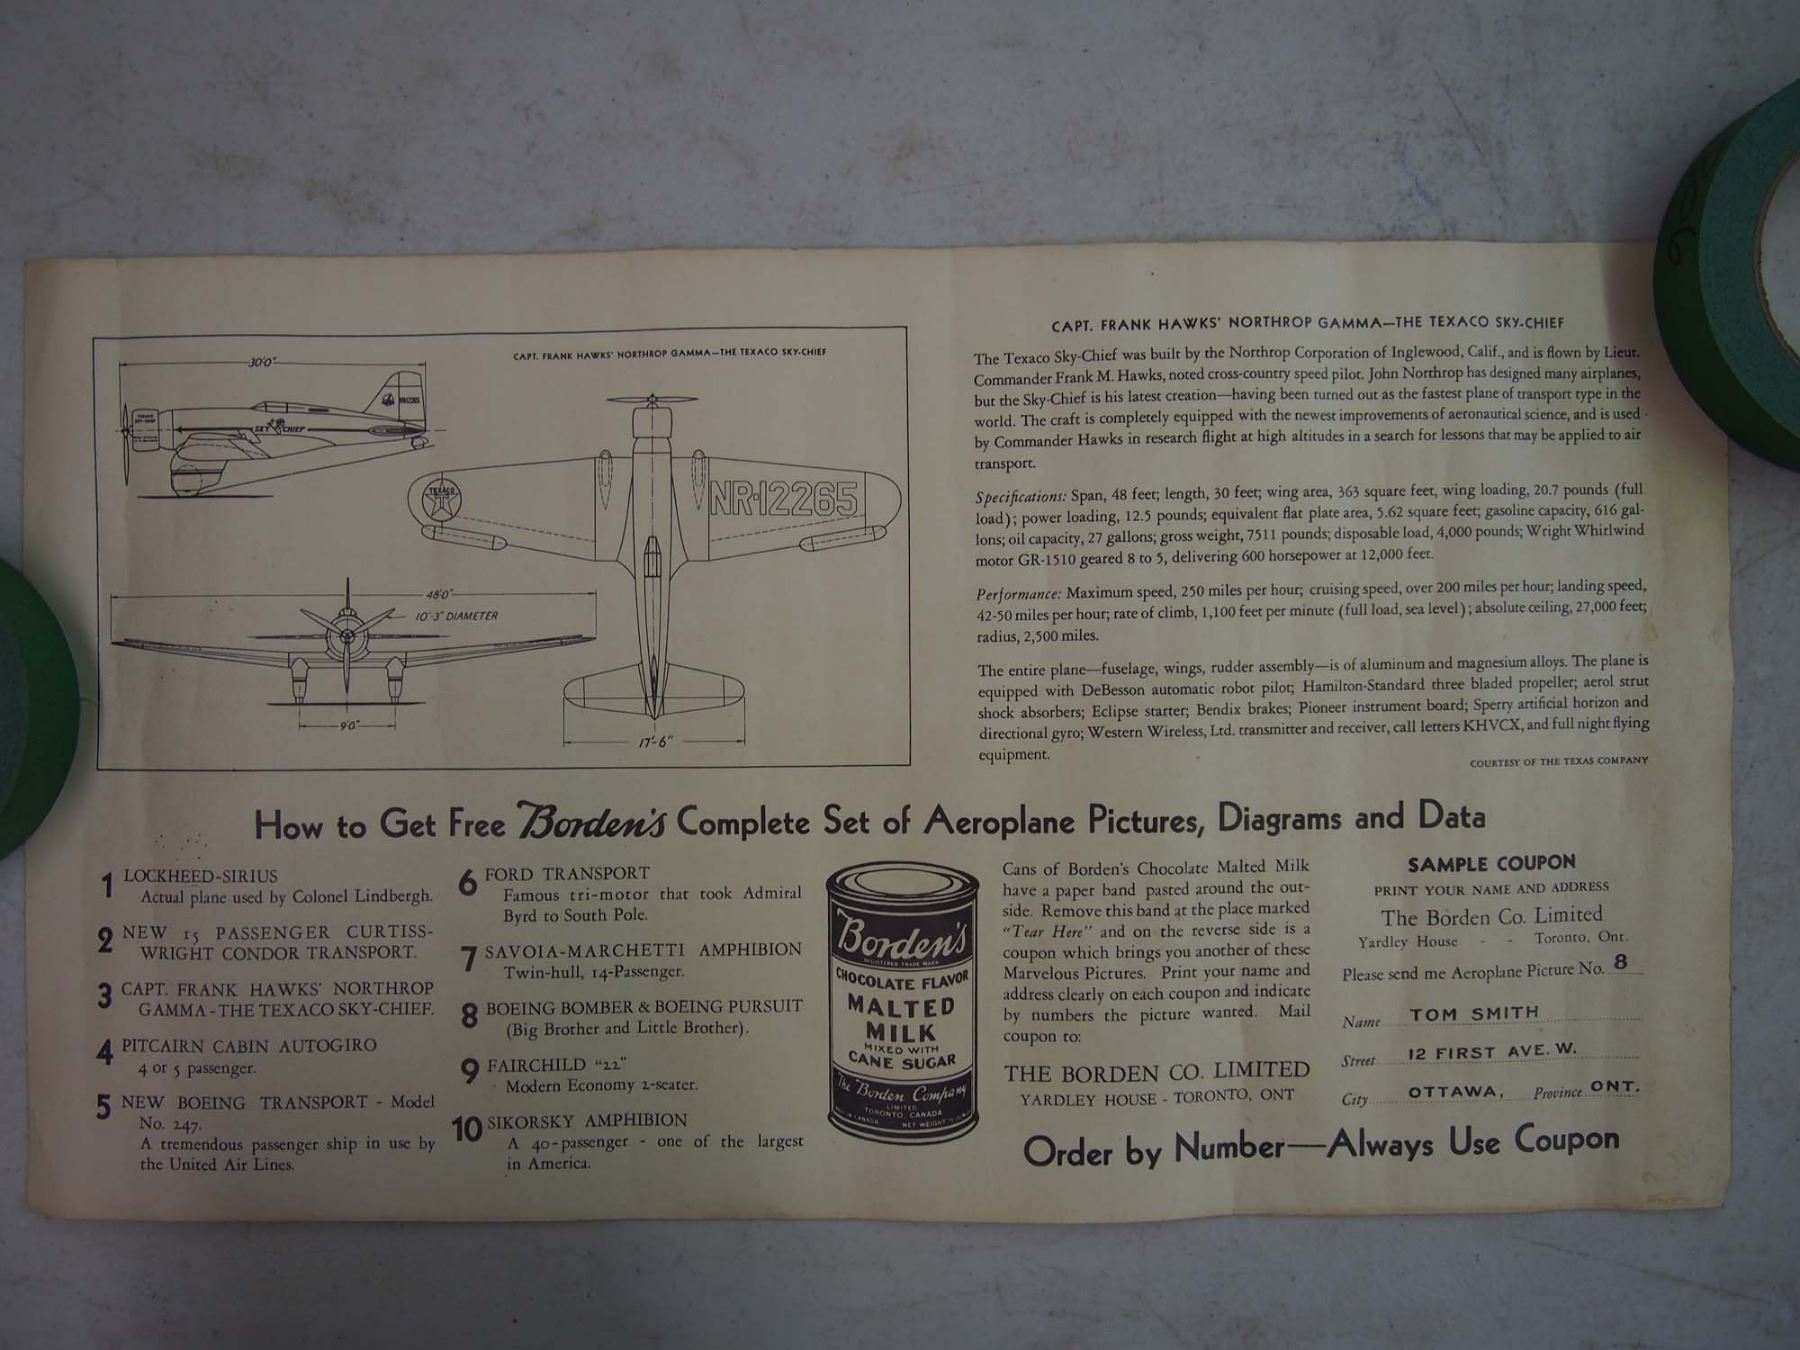 CAPT. FRANK HAWKS' NORTHROP GAMMA—THE TEXACO SKY-CHIEF
30'0"
NR12265
SKY CHIEF
TEXACO
NR-12265
48'0"
10'-3" DIAMETER
9'0"
17'-6"
CAPT. FRANK HAWKS' NORTHROP GAMMA—THE TEXACO SKY-CHIEF
The Texaco Sky-Chief was built by the Northrop Corporation of Inglewood, Calif., and is flown by Lieut.
Commander Frank M. Hawks, noted cross-country speed pilot. John Northrop has designed many airplanes,
but the Sky-Chief is his latest creation—having been turned out as the fastest plane of transport type in the
world. The craft is completely equipped with the newest improvements of aeronautical science, and is used
by Commander Hawks in research flight at high altitudes in a search for lessons that may be applied to air
transport.
Specifications: Span, 48 feet; length, 30 feet; wing area, 363 square feet, wing loading, 20.7 pounds (full
load); power loading, 12.5 pounds; equivalent flat plate area, 5.62 square feet; gasoline capacity, 616 gal-
lons; oil capacity, 27 gallons; gross weight, 7511 pounds; disposable load, 4,000 pounds; Wright Whirlwind
motor GR-1510 geared 8 to 5, delivering 600 horsepower at 12,000 feet.
Performance: Maximum speed, 250 miles per hour; cruising speed, over 200 miles per hour; landing speed,
42-50 miles per hour; rate of climb, 1,100 feet per minute (full load, sea level); absolute ceiling, 27,000 feet;
radius, 2,500 miles.
The entire plane—fuselage, wings, rudder assembly—is of aluminum and magnesium alloys. The plane is
equipped with DeBesson automatic robot pilot; Hamilton-Standard three bladed propeller; aerol strut
shock absorbers; Eclipse starter; Bendix brakes; Pioneer instrument board; Sperry artificial horizon and
directional gyro; Western Wireless, Ltd. transmitter and receiver, call letters KHVCX, and full night flying
equipment.
COURTESY OF THE TEXAS COMPANY
How to Get Free Borden's Complete Set of Aeroplane Pictures, Diagrams and Data
1 LOCKHEED-SIRIUS
Actual plane used by Colonel Lindbergh.
2 NEW 15 PASSENGER CURTISS-
WRIGHT CONDOR TRANSPORT.
3 CAPT. FRANK HAWKS' NORTHROP
GAMMA - THE TEXACO SKY-CHIEF.
4 PITCAIRN CABIN AUTOGIRO
4 or 5 passenger.
5 NEW BOEING TRANSPORT - Model
No. 247.
A tremendous passenger ship in use by
the United Air Lines.
6 FORD TRANSPORT
Famous tri-motor that took Admiral
Byrd to South Pole.
7 SAVOIA-MARCHETTI AMPHIBION
Twin-hull, 14-Passenger.
8 BOEING BOMBER & BOEING PURSUIT
(Big Brother and Little Brother).
9 FAIRCHILD "22"
Modern Economy 2-seater.
10 SIKORSKY AMPHIBION
A 40-passenger - one of the largest
in America.
Borden's
REGISTERED TRADE MARK
CHOCOLATE FLAVOR
MALTED
MILK
MIXED WITH
CANE SUGAR
The Borden Company
LIMITED
TORONTO, CANADA
NET WEIGHT
Cans of Borden's Chocolate Malted Milk
have a paper band pasted around the out-
side. Remove this band at the place marked
"Tear Here" and on the reverse side is a
coupon which brings you another of these
Marvelous Pictures. Print your name and
address clearly on each coupon and indicate
by numbers the picture wanted. Mail
coupon to:
THE BORDEN CO. LIMITED
YARDLEY HOUSE - TORONTO, ONT
SAMPLE COUPON
PRINT YOUR NAME AND ADDRESS
The Borden Co. Limited
Yardley House - - Toronto, Ont.
Please send me Aeroplane Picture No. 8
Name TOM SMITH
Street 12 FIRST AVE. W.
City OTTAWA, Province ONT.
Order by Number—Always Use Coupon